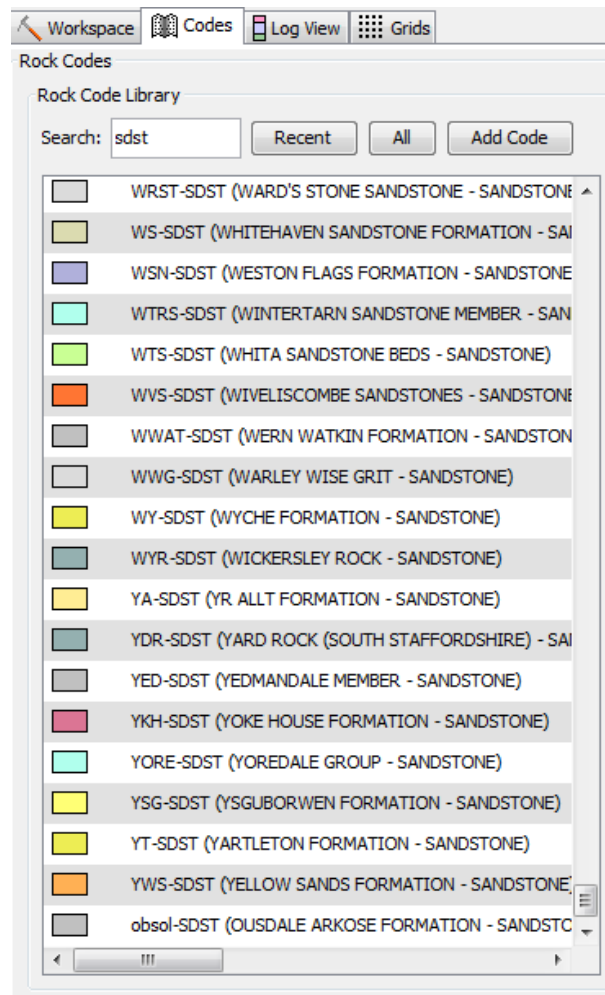 Workspace Codes Log View Grids
Rock Codes
Rock Code Library
Search: sdst Recent All Add Code
WRST-SDST (WARD'S STONE SANDSTONE - SANDSTONE
WS-SDST (WHITEHAVEN SANDSTONE FORMATION - SA
WSN-SDST (WESTON FLAGS FORMATION - SANDSTONE
WTRS-SDST (WINTERTARN SANDSTONE MEMBER - SAN
WTS-SDST (WHITA SANDSTONE BEDS - SANDSTONE)
WVS-SDST (WIVELISCOMBE SANDSTONES - SANDSTONE
WWAT-SDST (WERN WATKIN FORMATION - SANDSTON
WWG-SDST (WARLEY WISE GRIT - SANDSTONE)
WY-SDST (WYCHE FORMATION - SANDSTONE)
WYR-SDST (WICKERSLEY ROCK - SANDSTONE)
YA-SDST (YR ALLT FORMATION - SANDSTONE)
YDR-SDST (YARD ROCK (SOUTH STAFFORDSHIRE) - SA
YED-SDST (YEDMANDALE MEMBER - SANDSTONE)
YKH-SDST (YOKE HOUSE FORMATION - SANDSTONE)
YORE-SDST (YOREDALE GROUP - SANDSTONE)
YSG-SDST (YSGUBORWEN FORMATION - SANDSTONE)
YT-SDST (YARTLETON FORMATION - SANDSTONE)
YWS-SDST (YELLOW SANDS FORMATION - SANDSTONE)
obsol-SDST (OUSDALE ARKOSE FORMATION - SANDSTO